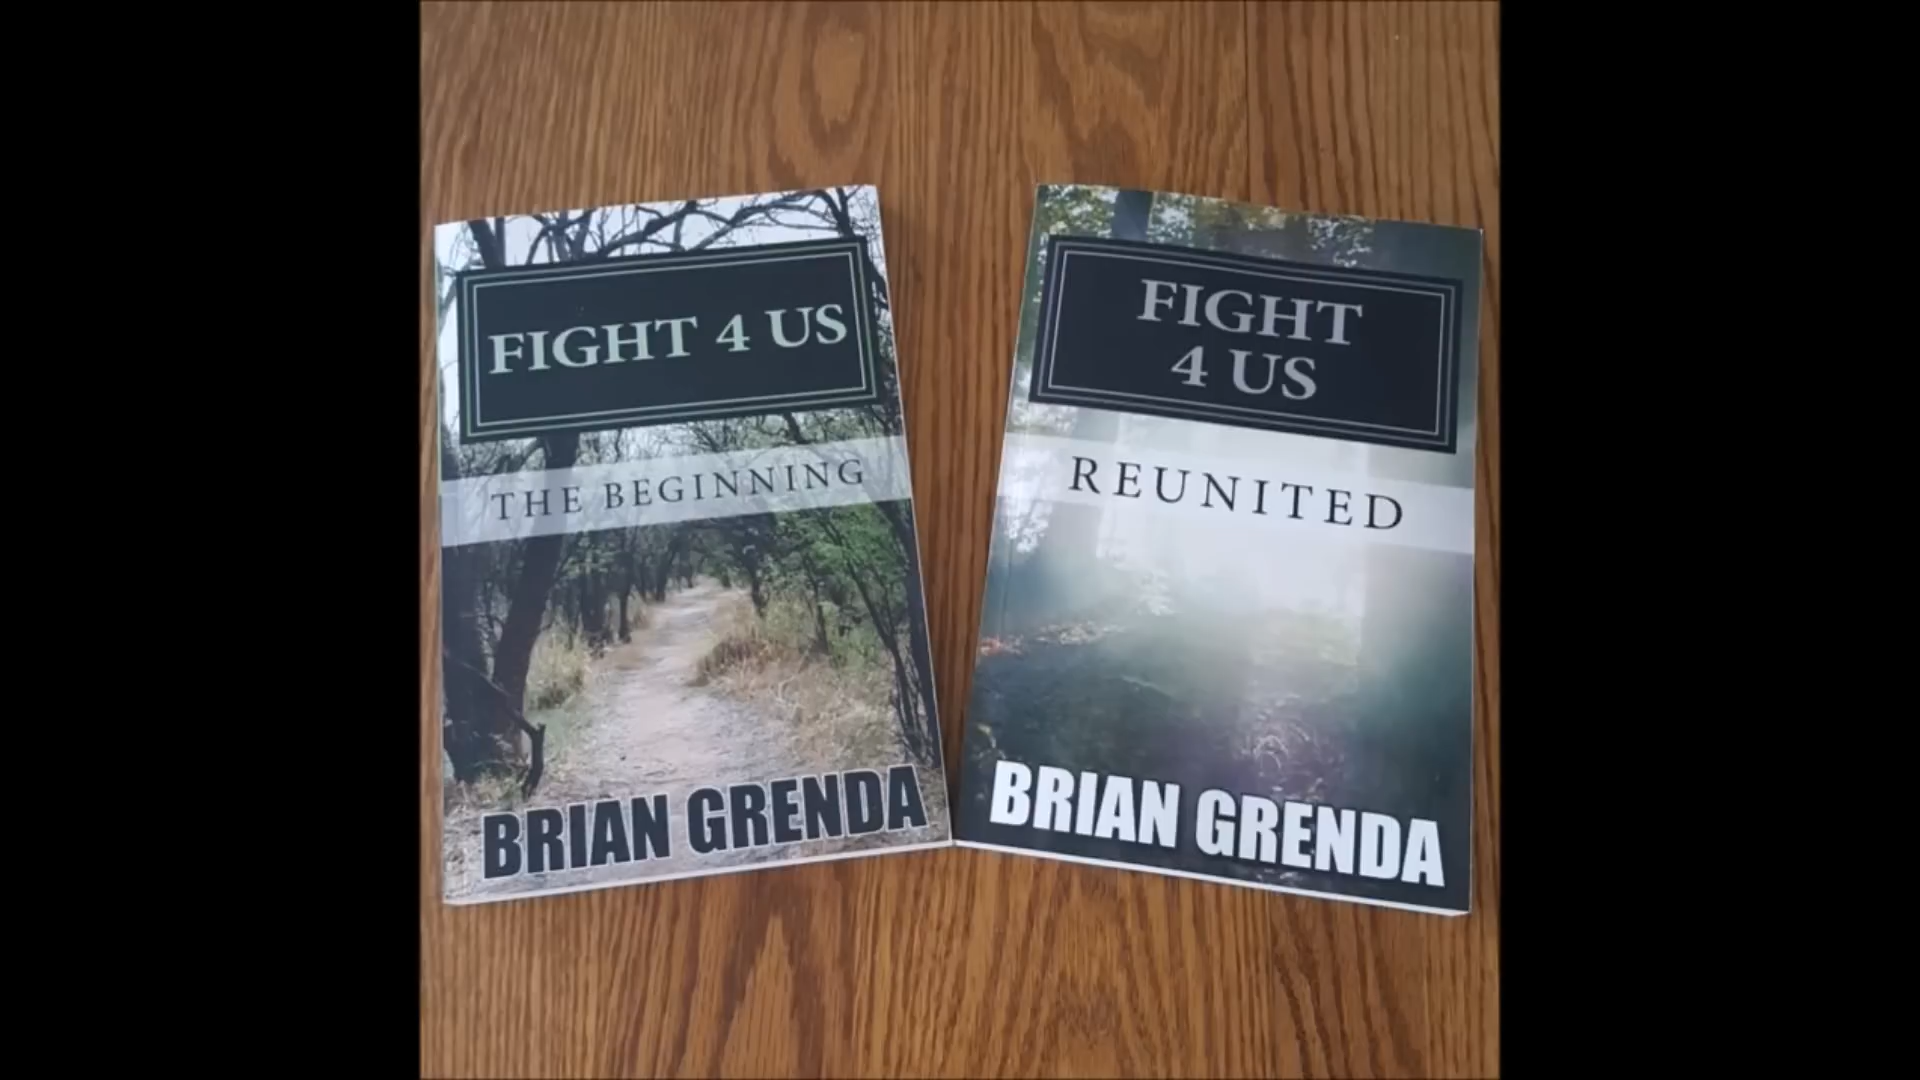 FIGHT 4 US
THE BEGINNING
BRIAN GRENDA
FIGHT
4 US
REUNITED
BRIAN GRENDA